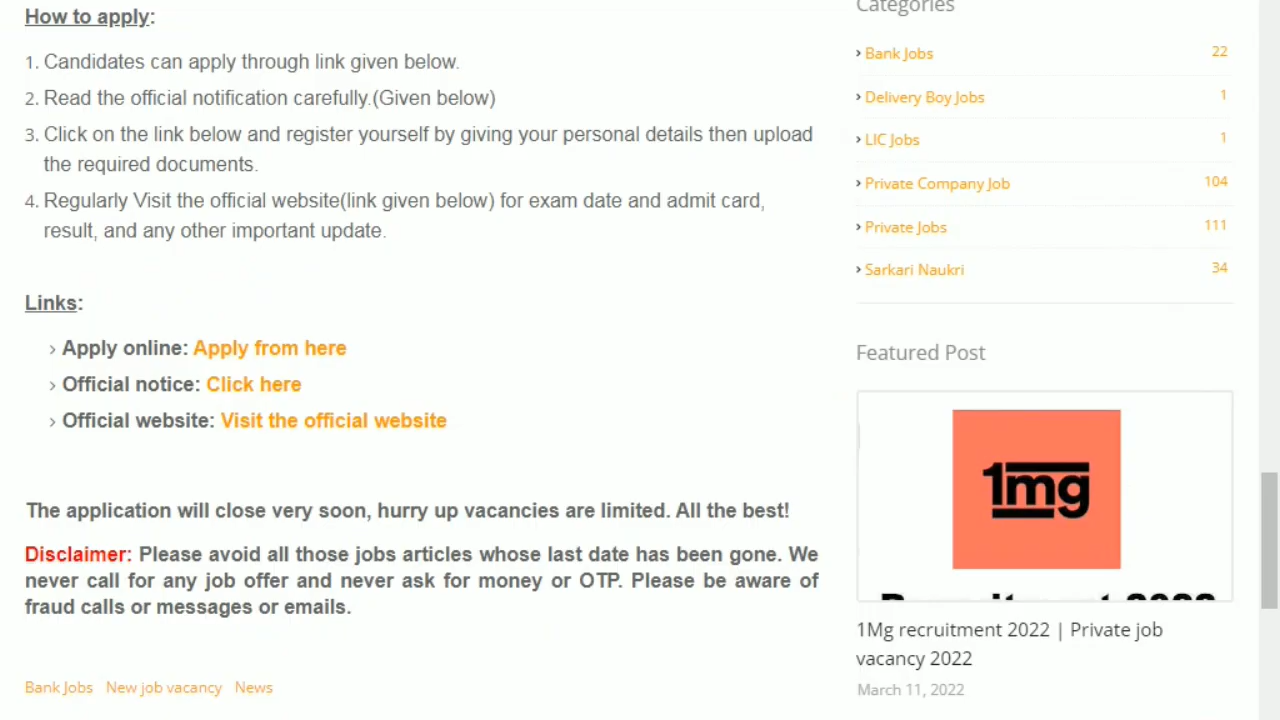 How to apply:
1. Candidates can apply through link given below.
2. Read the official notification carefully.(Given below)
3. Click on the link below and register yourself by giving your personal details then upload
the required documents.
4. Regularly Visit the official website(link given below) for exam date and admit card,
result, and any other important update.
Links:
› Apply online: Apply from here
› Official notice: Click here
› Official website: Visit the official website
The application will close very soon, hurry up vacancies are limited. All the best!
Disclaimer: Please avoid all those jobs articles whose last date has been gone. We
never call for any job offer and never ask for money or OTP. Please be aware of
fraud calls or messages or emails.
Bank Jobs New job vacancy News
Categories
› Bank Jobs 22
› Delivery Boy Jobs 1
› LIC Jobs 1
› Private Company Job 104
› Private Jobs 111
› Sarkari Naukri 34
Featured Post
1mg
Recruitment 2022
1Mg recruitment 2022 | Private job
vacancy 2022
March 11, 2022